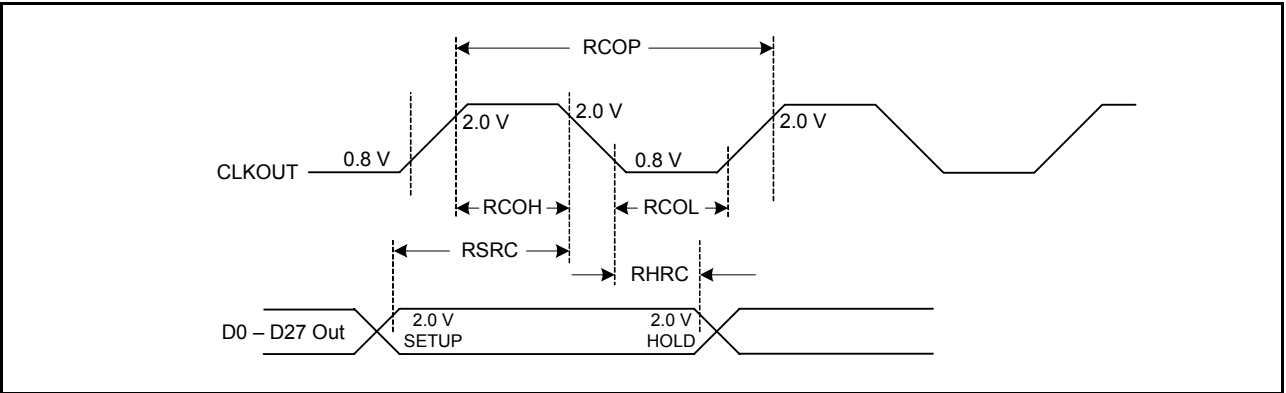 RCOP
2.0 V
2.0 V
2.0 V
0.8 V
0.8 V
CLKOUT
RCOH
RCOL
RSRC
RHRC
D0 – D27 Out
2.0 V
2.0 V
SETUP
HOLD